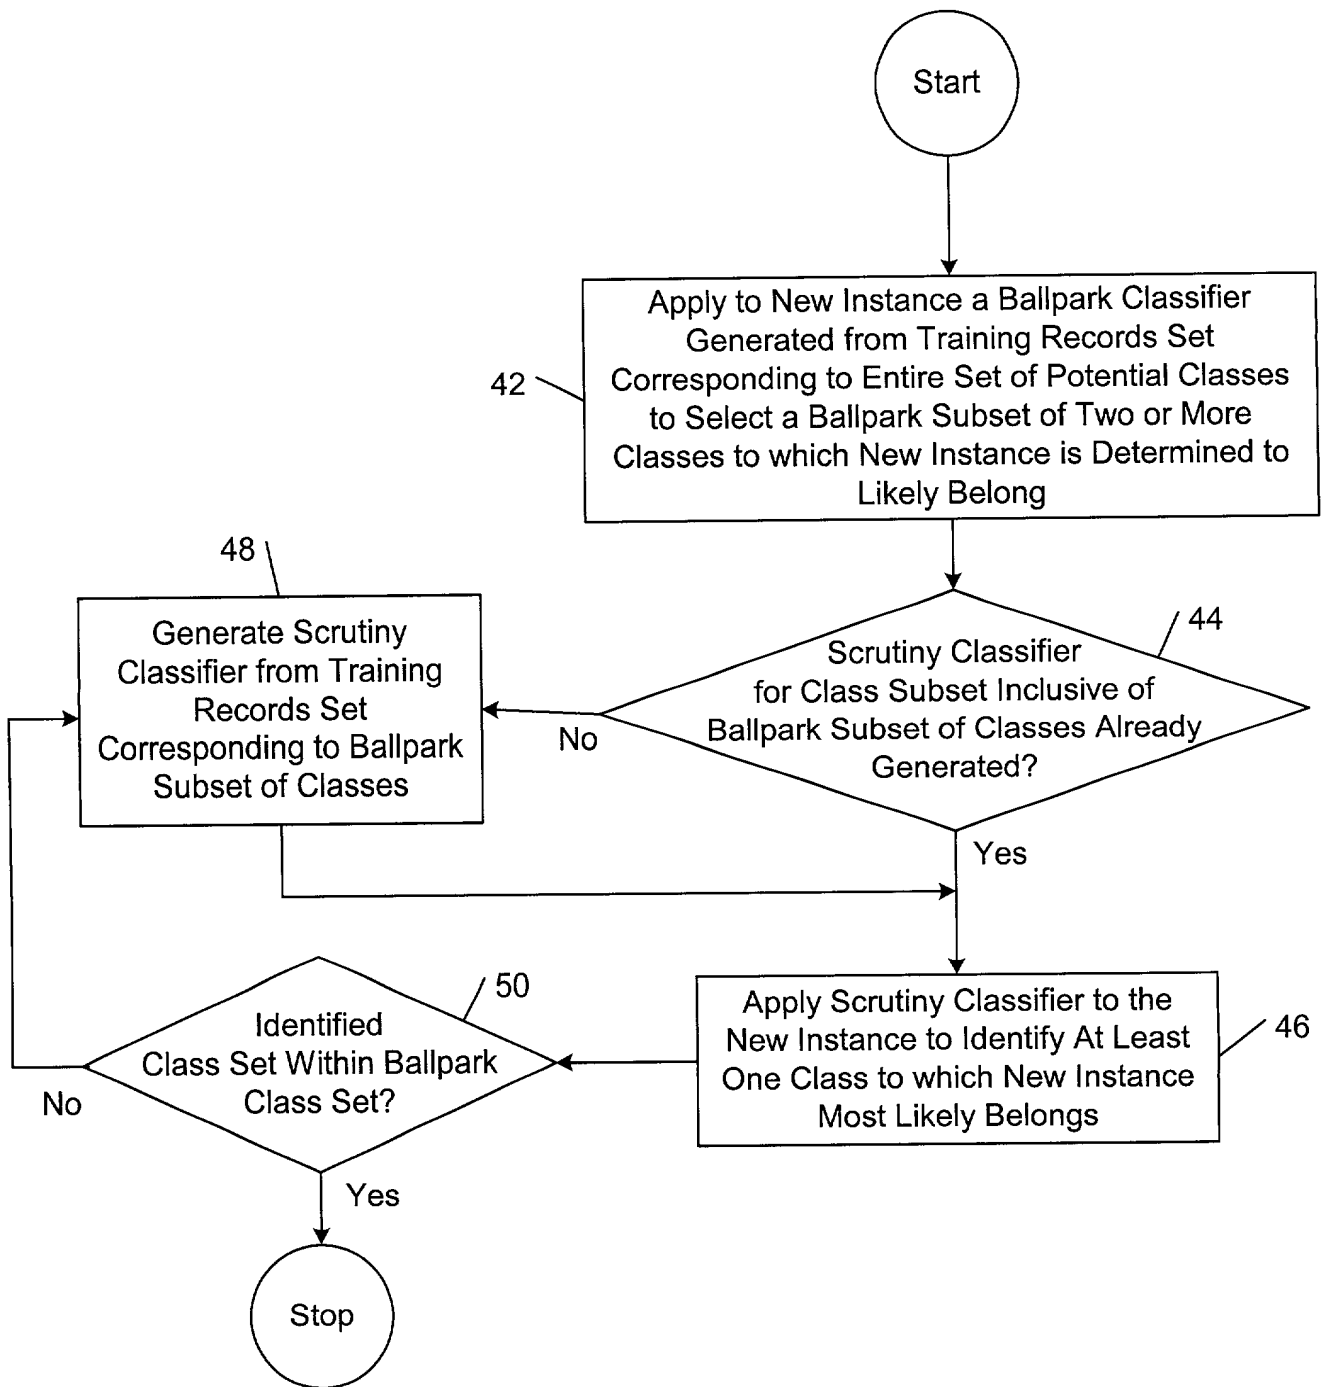 Start
Apply to New Instance a Ballpark Classifier
Generated from Training Records Set
Corresponding to Entire Set of Potential Classes
to Select a Ballpark Subset of Two or More
Classes to which New Instance is Determined to
Likely Belong
42
48
Generate Scrutiny
Classifier from Training
Records Set
Corresponding to Ballpark
Subset of Classes
44
Scrutiny Classifier
for Class Subset Inclusive of
Ballpark Subset of Classes Already
Generated?
No
Yes
50
Identified
Class Set Within Ballpark
Class Set?
No
Yes
Apply Scrutiny Classifier to the
New Instance to Identify At Least
One Class to which New Instance
Most Likely Belongs
46
Stop